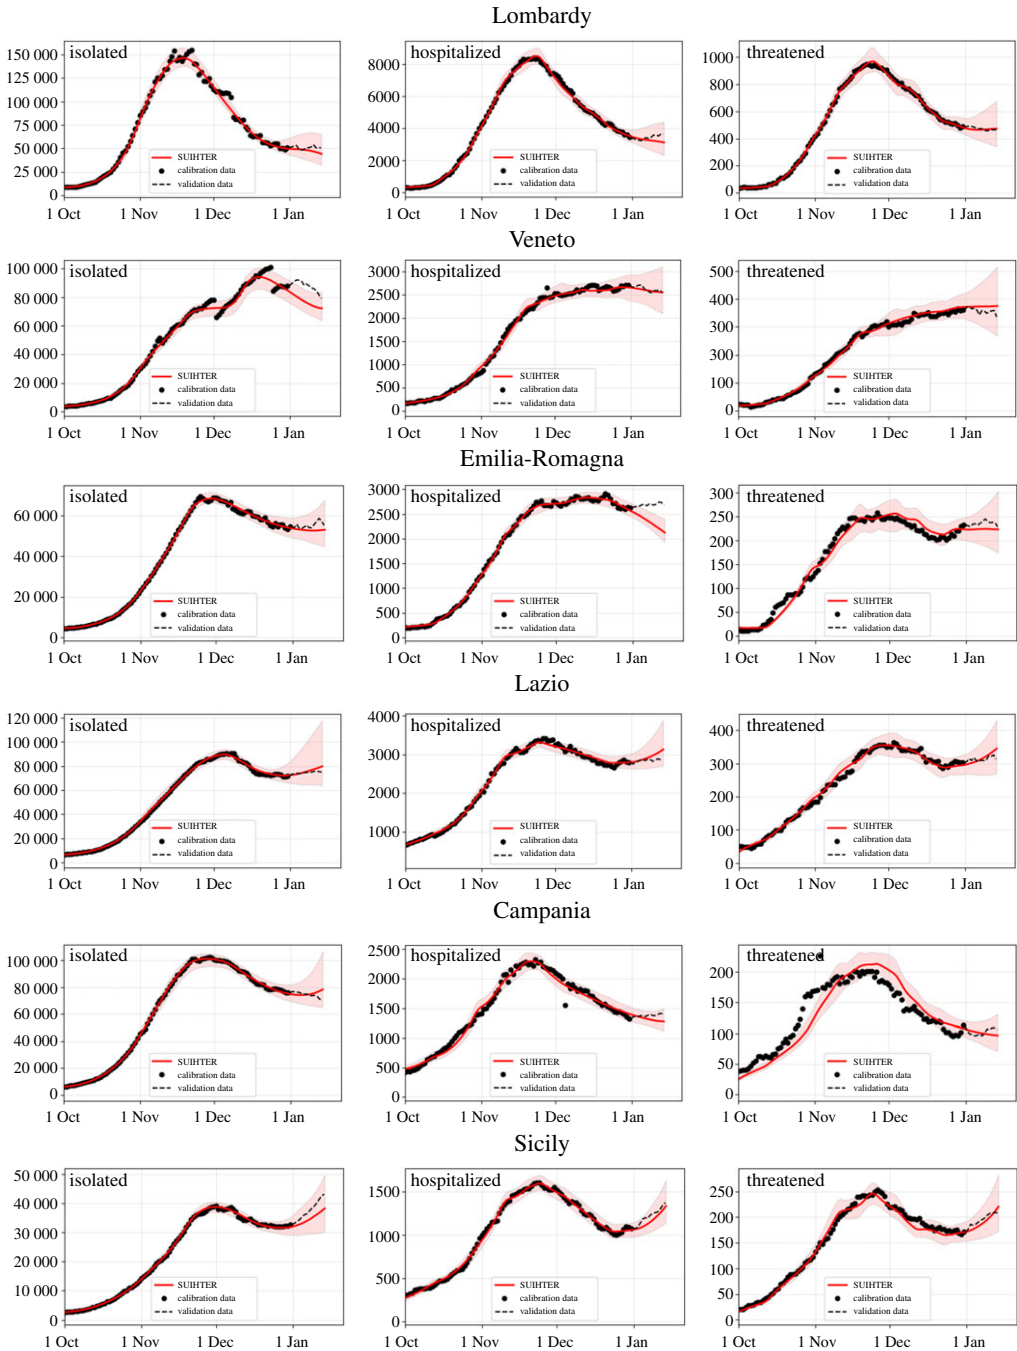 Lombardy
isolated
150 000
125 000
100 000
75 000
50 000
25 000
0
SUIHTER
calibration data
validation data
1 Oct 1 Nov 1 Dec 1 Jan
hospitalized
8000
6000
4000
2000
0
SUIHTER
calibration data
validation data
1 Oct 1 Nov 1 Dec 1 Jan
threatened
1000
800
600
400
200
0
SUIHTER
calibration data
validation data
1 Oct 1 Nov 1 Dec 1 Jan
Veneto
isolated
100 000
80 000
60 000
40 000
20 000
0
SUIHTER
calibration data
validation data
1 Oct 1 Nov 1 Dec 1 Jan
hospitalized
3000
2500
2000
1500
1000
500
0
SUIHTER
calibration data
validation data
1 Oct 1 Nov 1 Dec 1 Jan
threatened
500
400
300
300
100
0
SUIHTER
calibration data
validation data
1 Oct 1 Nov 1 Dec 1 Jan
Emilia-Romagna
isolated
60 000
40 000
20 000
0
SUIHTER
calibration data
validation data
1 Oct 1 Nov 1 Dec 1 Jan
hospitalized
3000
2500
2000
1500
1000
500
0
SUIHTER
calibration data
validation data
1 Oct 1 Nov 1 Dec 1 Jan
threatened
300
250
200
150
100
50
0
SUIHTER
calibration data
validation data
1 Oct 1 Nov 1 Dec 1 Jan
Lazio
isolated
120 000
100 000
80 000
60 000
40 000
20 000
0
SUIHTER
calibration data
validation data
1 Oct 1 Nov 1 Dec 1 Jan
hospitalized
4000
3000
2000
1000
SUIHTER
calibration data
validation data
1 Oct 1 Nov 1 Dec 1 Jan
threatened
400
300
200
100
0
SUIHTER
calibration data
validation data
1 Oct 1 Nov 1 Dec 1 Jan
Campania
isolated
100 000
80 000
60 000
40 000
20 000
0
SUIHTER
calibration data
validation data
1 Oct 1 Nov 1 Dec 1 Jan
hospitalized
2500
2000
1500
1000
500
0
SUIHTER
calibration data
validation data
1 Oct 1 Nov 1 Dec 1 Jan
threatened
200
150
100
50
0
SUIHTER
calibration data
validation data
1 Oct 1 Nov 1 Dec 1 Jan
Sicily
isolated
50 000
40 000
30 000
20 000
10 000
0
SUIHTER
calibration data
validation data
1 Oct 1 Nov 1 Dec 1 Jan
hospitalized
1500
1000
500
0
SUIHTER
calibration data
validation data
1 Oct 1 Nov 1 Dec 1 Jan
threatened
250
200
150
100
50
0
SUIHTER
calibration data
validation data
1 Oct 1 Nov 1 Dec 1 Jan